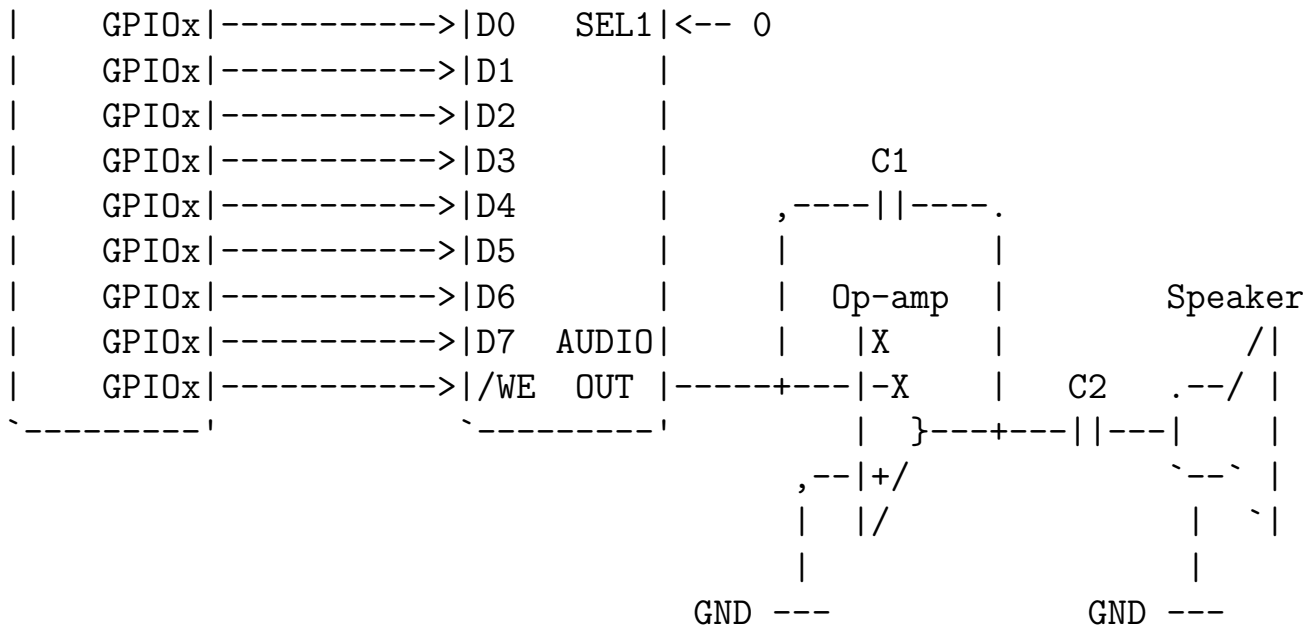 |    GPIOx|----------->|D0  SEL1|<-- 0
|    GPIOx|----------->|D1      |
|    GPIOx|----------->|D2      |
|    GPIOx|----------->|D3      |         C1
|    GPIOx|----------->|D4      |    ,----||----.
|    GPIOx|----------->|D5      |    |         |
|    GPIOx|----------->|D6      |    | Op-amp  |       Speaker
|    GPIOx|----------->|D7 AUDIO|    |  |X     |           /|
|    GPIOx|----------->|/WE OUT |----+---|-X   |  C2   .--/ |
`---------'            `--------'        |  }---+---||---|    |
,--|+/                `--` |
|  |/                 |  `|
|                     |
GND ---               GND ---